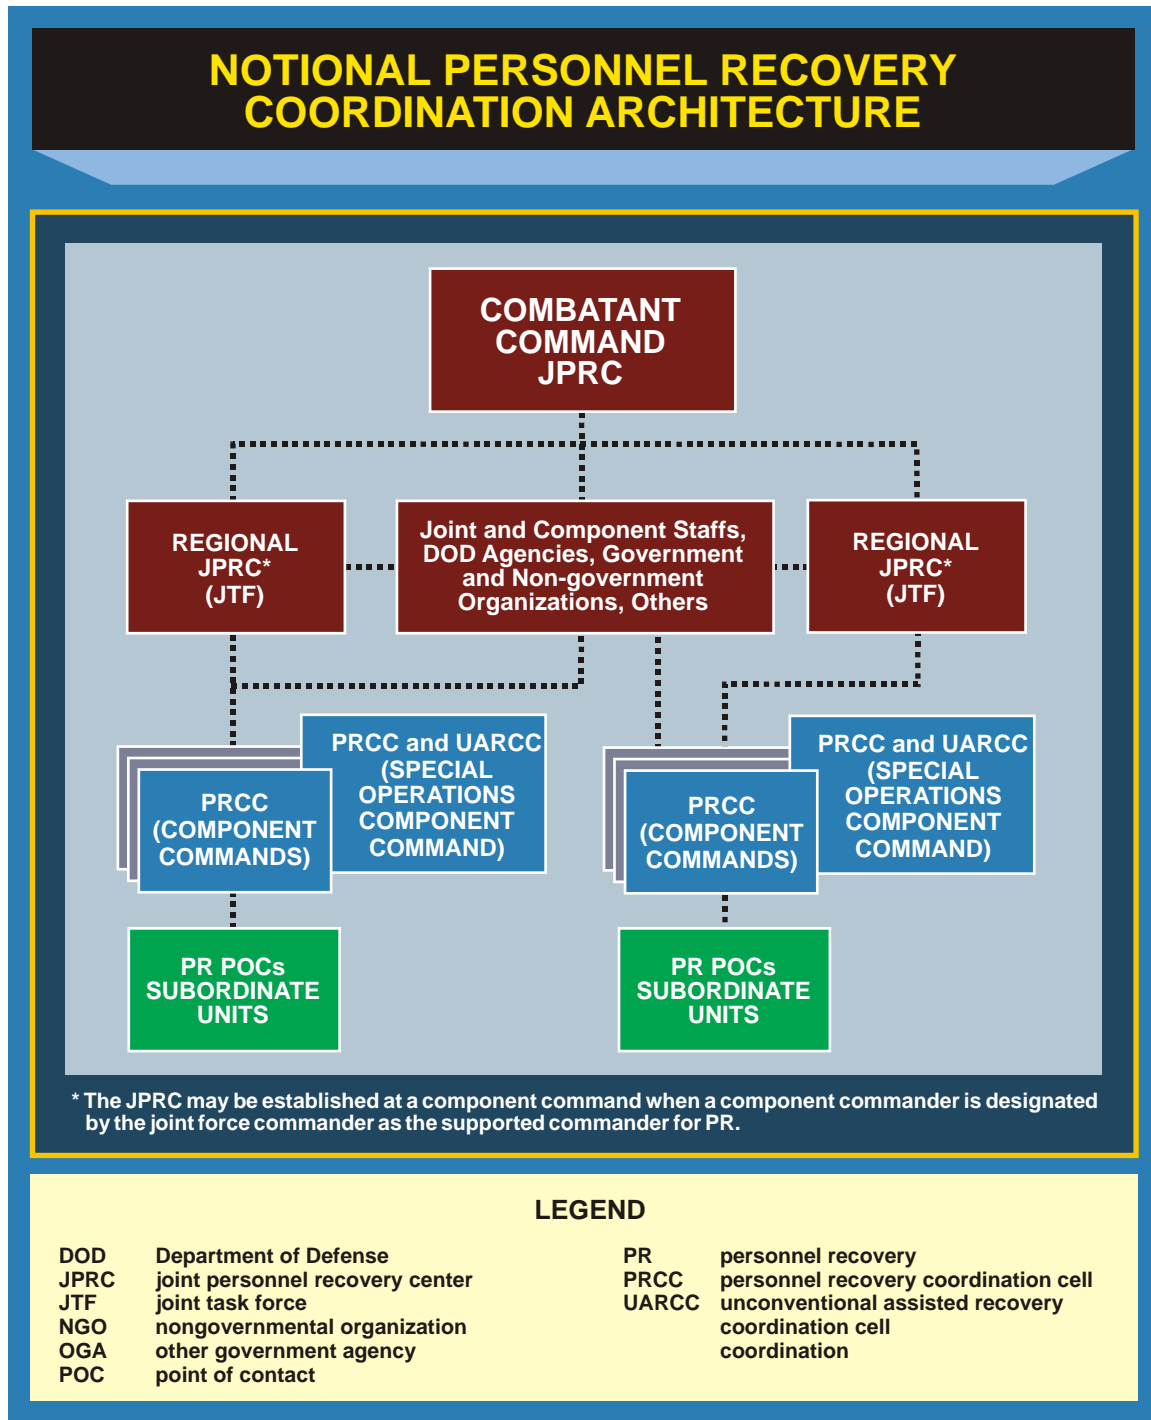 NOTIONAL PERSONNEL RECOVERY
COORDINATION ARCHITECTURE
COMBATANT
COMMAND
JPRC
REGIONAL
JPRC*
(JTF)
Joint and Component Staffs,
DOD Agencies, Government
and Non-government
Organizations, Others
REGIONAL
JPRC*
(JTF)
PRCC and UARCC
(SPECIAL
OPERATIONS
COMPONENT
COMMAND)
PRCC
(COMPONENT
COMMANDS)
PRCC and UARCC
(SPECIAL
OPERATIONS
COMPONENT
COMMAND)
PRCC
(COMPONENT
COMMANDS)
PR POCs
SUBORDINATE
UNITS
PR POCs
SUBORDINATE
UNITS
* The JPRC may be established at a component command when a component commander is designated
by the joint force commander as the supported commander for PR.
LEGEND
DOD Department of Defense
JPRC joint personnel recovery center
JTF joint task force
NGO nongovernmental organization
OGA other government agency
POC point of contact
PR personnel recovery
PRCC personnel recovery coordination cell
UARCC unconventional assisted recovery
coordination cell
coordination